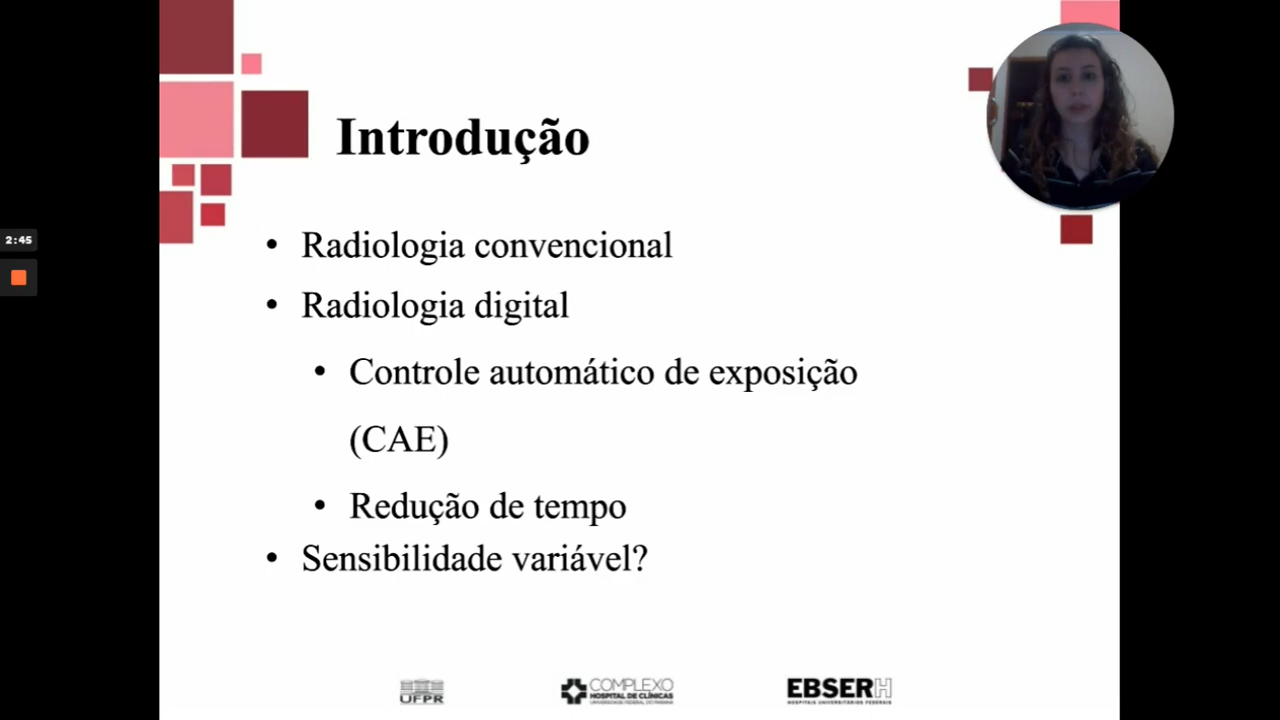 Introdução
• Radiologia convencional
• Radiologia digital
• Controle automático de exposição
(CAE)
• Redução de tempo
• Sensibilidade variável?
2:45
UFPR
COMPLEXO
HOSPITAL DE CLÍNICAS
UNIVERSIDADE FEDERAL DO PARANÁ
EBSERH
HOSPITAIS UNIVERSITÁRIOS FEDERAIS